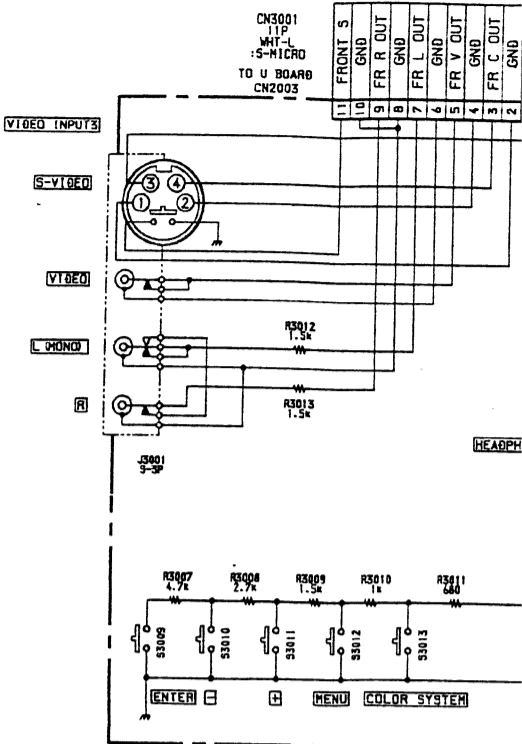 CN3001
11P
WHT-L
:S-MICRO
TO U BOARD
CN2003
11 FRONT S
10 GND
9 FR R OUT
8 GND
7 FR L OUT
6 GND
5 FR V OUT
4 GND
3 FR C OUT
2 GND
VIDEO INPUT3
S-VIDEO
3 4
1 2
VIDEO
L (MONO)
R
R3012
1.5k
R3013
1.5k
J3001
S-3P
HEADPH
R3007
4.7k
R3008
2.7k
R3009
1.5k
R3010
1k
R3011
680
S3009
S3010
S3011
S3012
S3013
ENTER
−
+
MENU
COLOR SYSTEM